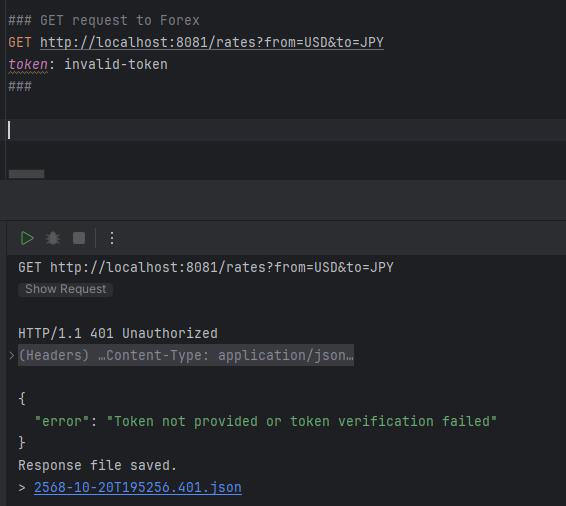 ### GET request to Forex
GET http://localhost:8081/rates?from=USD&to=JPY
token: invalid-token
###
GET http://localhost:8081/rates?from=USD&to=JPY
Show Request
HTTP/1.1 401 Unauthorized
(Headers) …Content-Type: application/json…
{
  "error": "Token not provided or token verification failed"
}
Response file saved.
> 2568-10-20T195256.401.json